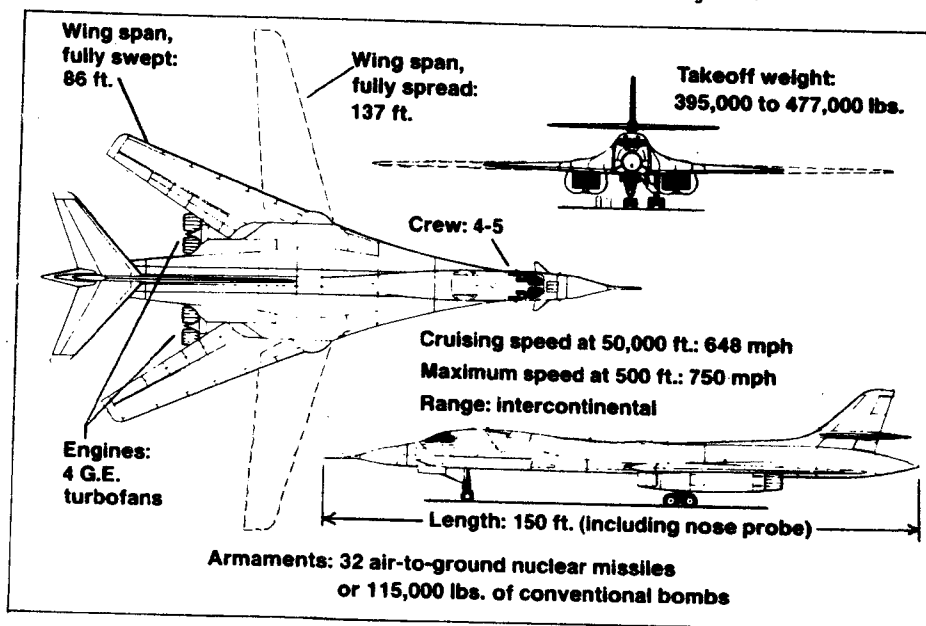 Wing span,
fully swept:
86 ft.
Wing span,
fully spread:
137 ft.
Takeoff weight:
395,000 to 477,000 lbs.
Crew: 4-5
Cruising speed at 50,000 ft.: 648 mph
Maximum speed at 500 ft.: 750 mph
Range: intercontinental
Engines:
4 G.E.
turbofans
Length: 150 ft. (including nose probe)
Armaments: 32 air-to-ground nuclear missiles
or 115,000 lbs. of conventional bombs